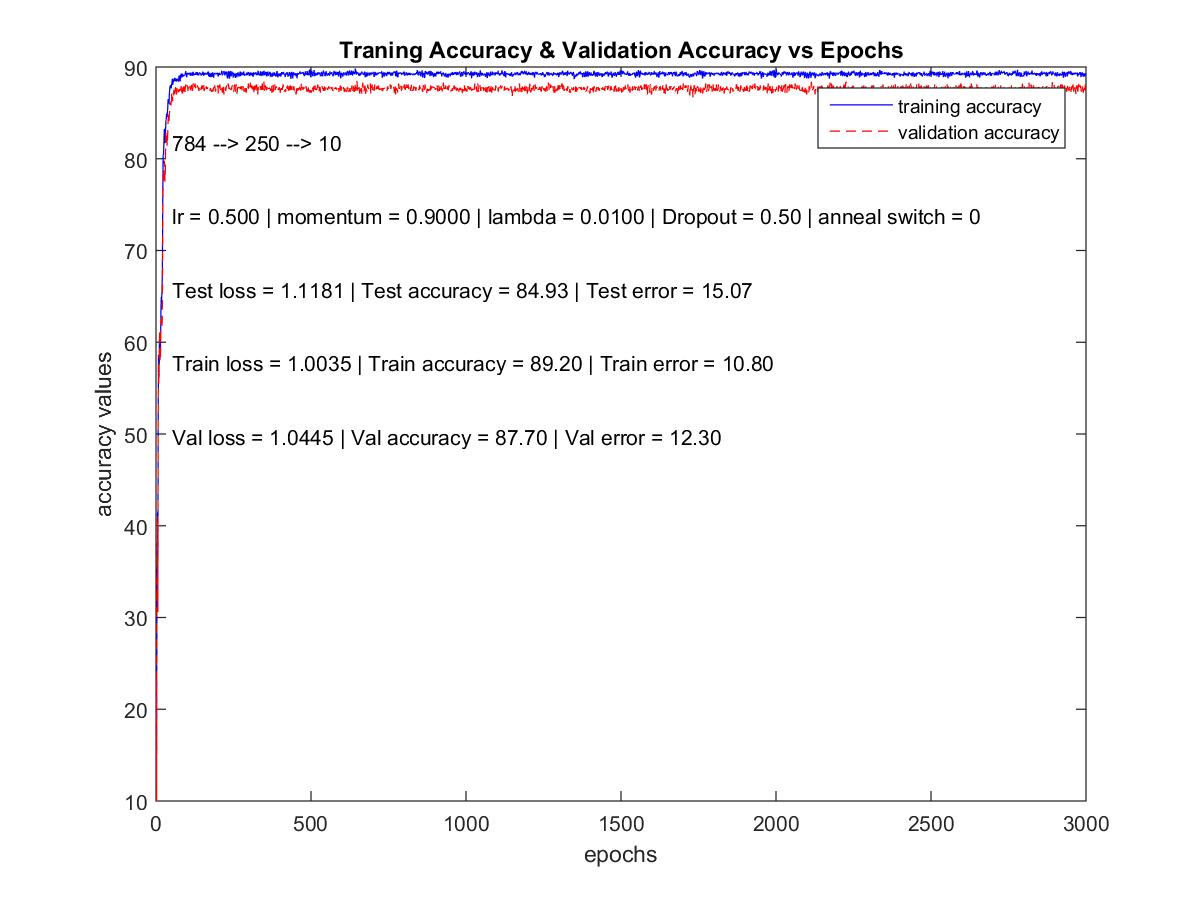 Traning Accuracy & Validation Accuracy vs Epochs
90
training accuracy
validation accuracy
784 --> 250 --> 10
80
lr = 0.500 | momentum = 0.9000 | lambda = 0.0100 | Dropout = 0.50 | anneal switch = 0
70
Test loss = 1.1181 | Test accuracy = 84.93 | Test error = 15.07
60
Train loss = 1.0035 | Train accuracy = 89.20 | Train error = 10.80
accuracy values
50
Val loss = 1.0445 | Val accuracy = 87.70 | Val error = 12.30
40
30
20
10
0 500 1000 1500 2000 2500 3000
epochs